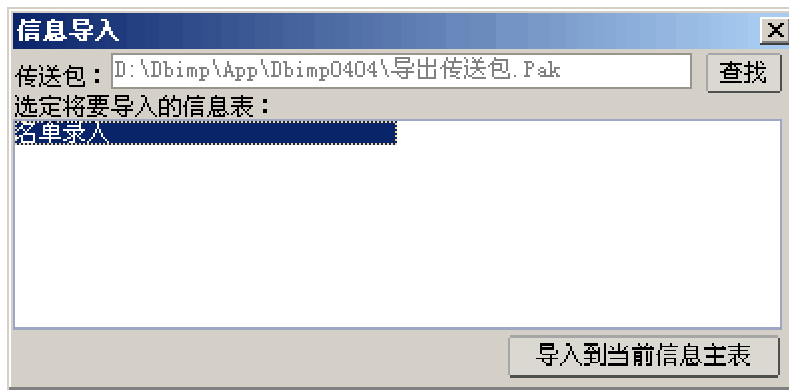 信息导入
传送包：D:\Dbimp\App\Dbimp0404\导出传送包.Pak 查找
选定将要导入的信息表：
名单录入
导入到当前信息主表